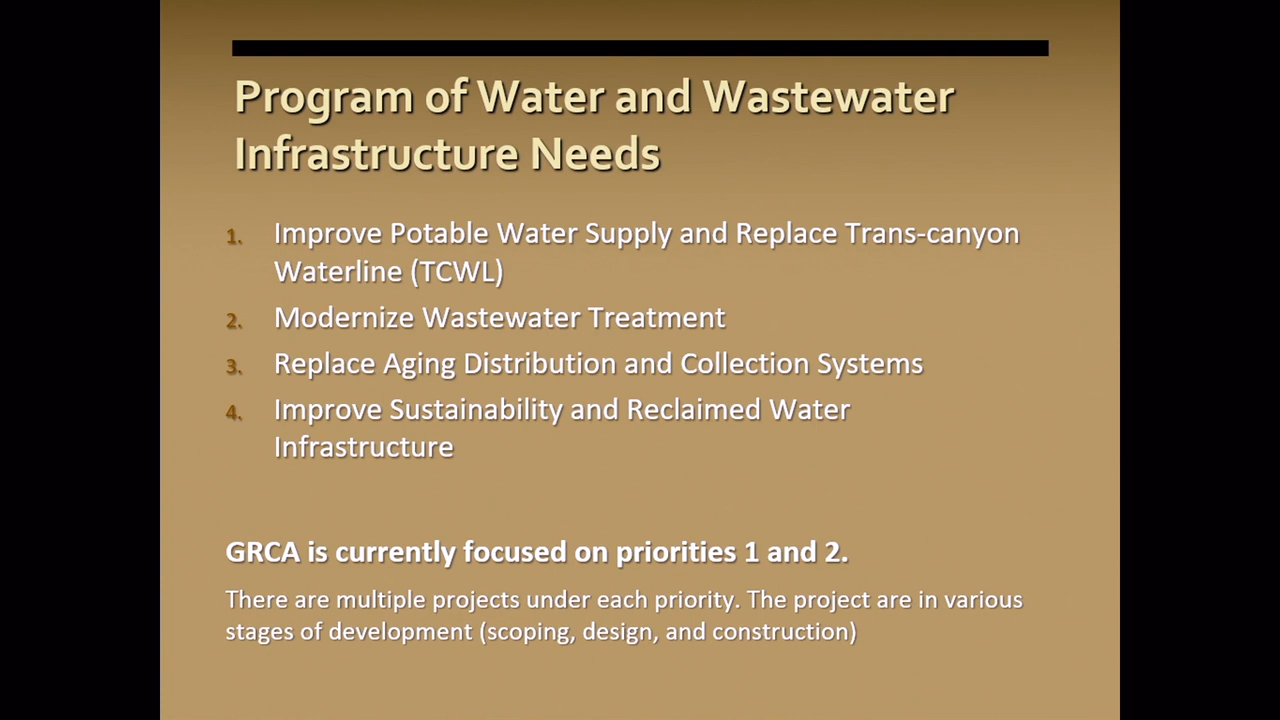 Program of Water and Wastewater
Infrastructure Needs
1. Improve Potable Water Supply and Replace Trans-canyon
Waterline (TCWL)
2. Modernize Wastewater Treatment
3. Replace Aging Distribution and Collection Systems
4. Improve Sustainability and Reclaimed Water
Infrastructure
GRCA is currently focused on priorities 1 and 2.
There are multiple projects under each priority. The project are in various
stages of development (scoping, design, and construction)